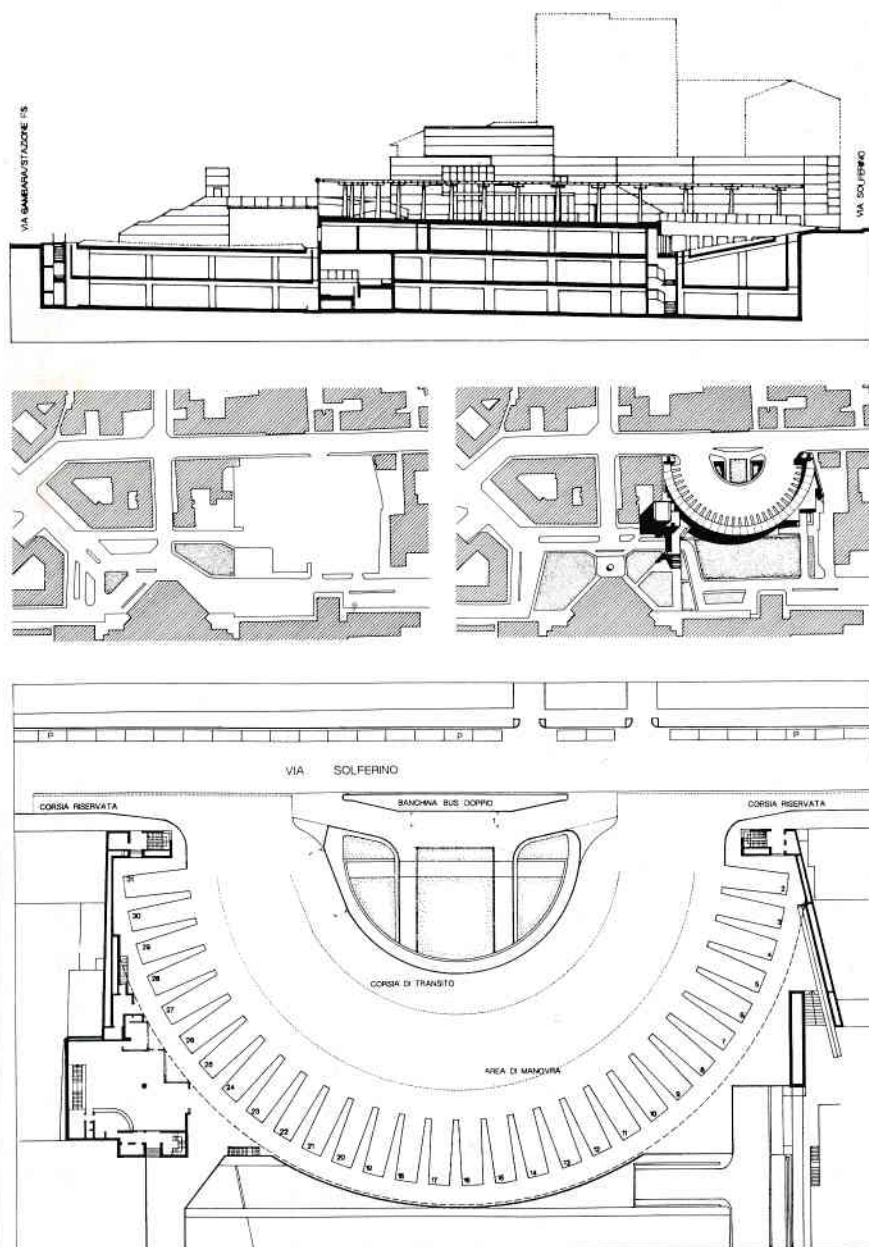 VIA GAMBARA/STAZIONE FS
VIA SOLFERINO
P
P
P
VIA SOLFERINO
CORSIA RISERVATA
BANCHINA BUS DOPPIO
CORSIA RISERVATA
1
31
2
30
3
29
4
28
5
27
6
26
7
25
8
24
9
23
10
22
11
21
12
20
13
19
14
18
15
17
16
CORSIA DI TRANSITO
AREA DI MANOVRA